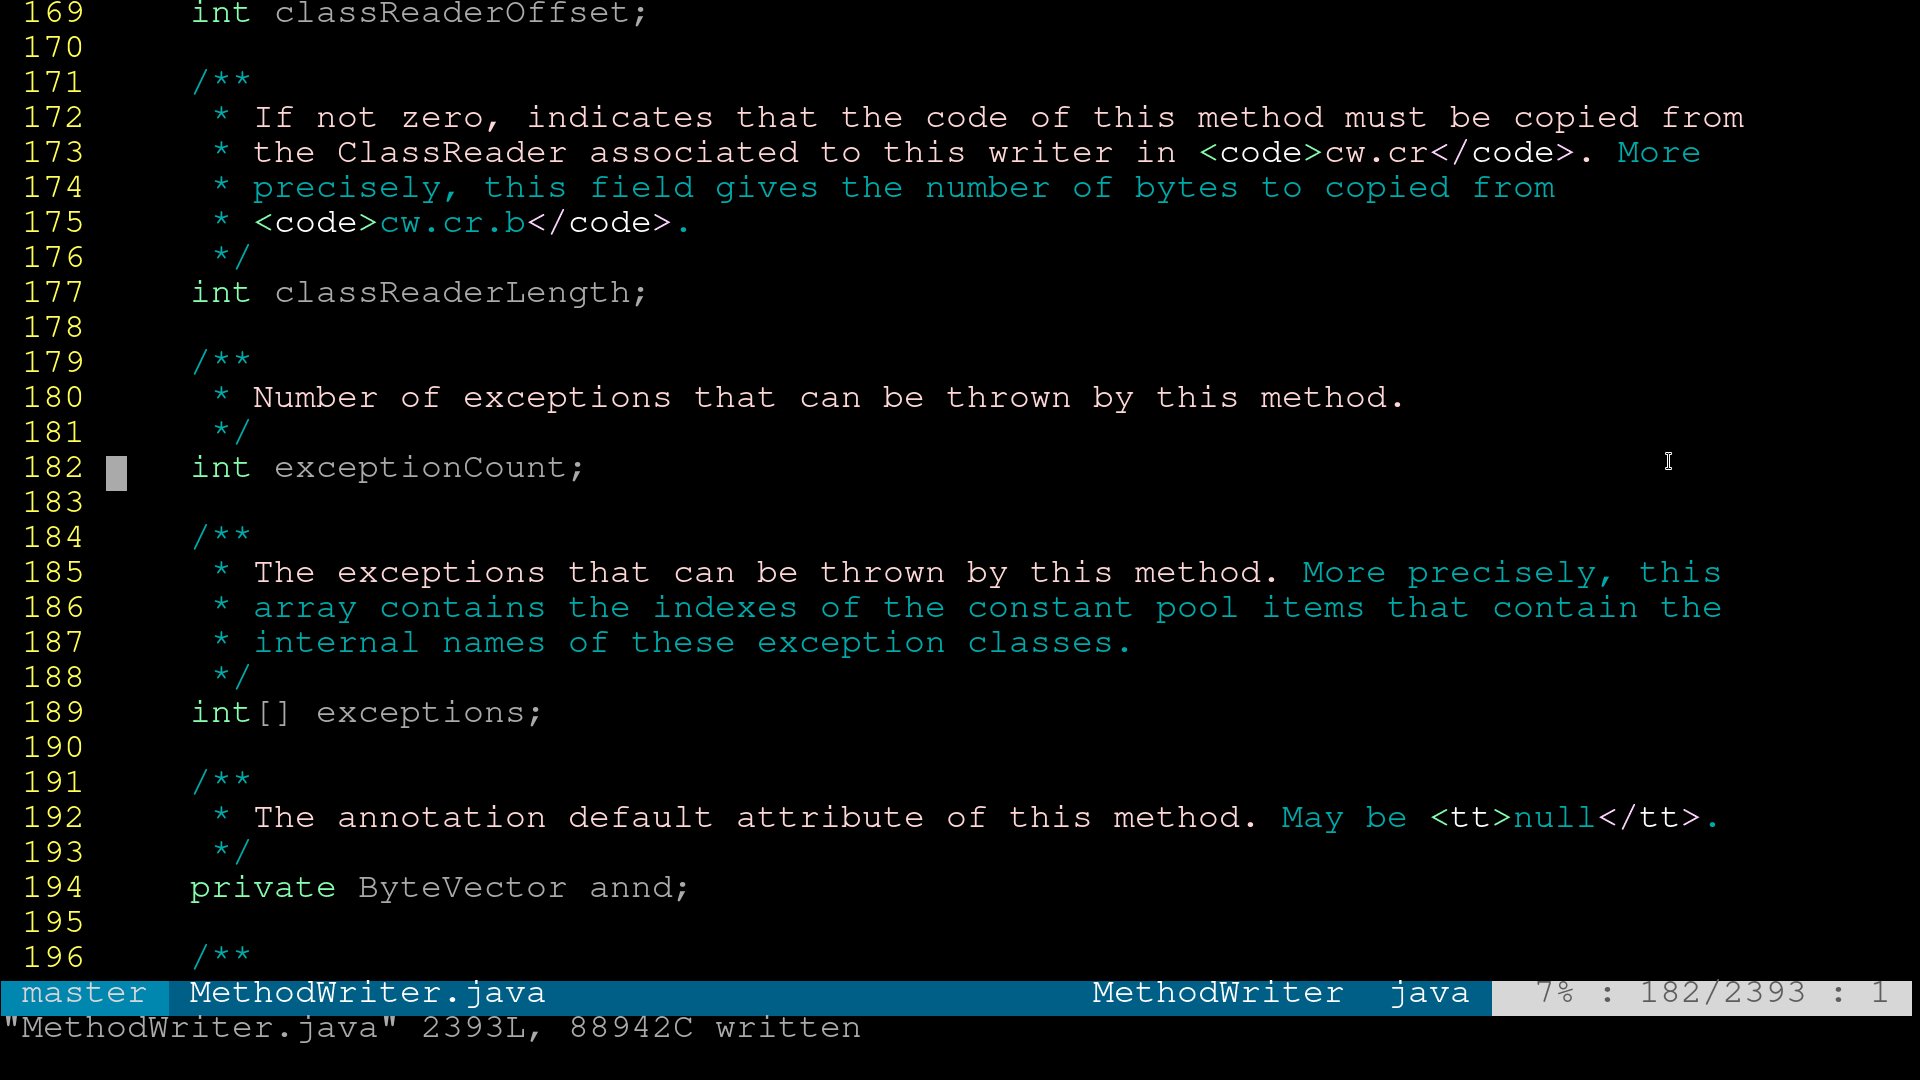 169     int classReaderOffset;
170
171     /**
172      * If not zero, indicates that the code of this method must be copied from
173      * the ClassReader associated to this writer in <code>cw.cr</code>. More
174      * precisely, this field gives the number of bytes to copied from
175      * <code>cw.cr.b</code>.
176      */
177     int classReaderLength;
178
179     /**
180      * Number of exceptions that can be thrown by this method.
181      */
182     int exceptionCount;
183
184     /**
185      * The exceptions that can be thrown by this method. More precisely, this
186      * array contains the indexes of the constant pool items that contain the
187      * internal names of these exception classes.
188      */
189     int[] exceptions;
190
191     /**
192      * The annotation default attribute of this method. May be <tt>null</tt>.
193      */
194     private ByteVector annd;
195
196     /**
master  MethodWriter.java  MethodWriter  java  7% : 182/2393 : 1
"MethodWriter.java" 2393L, 88942C written